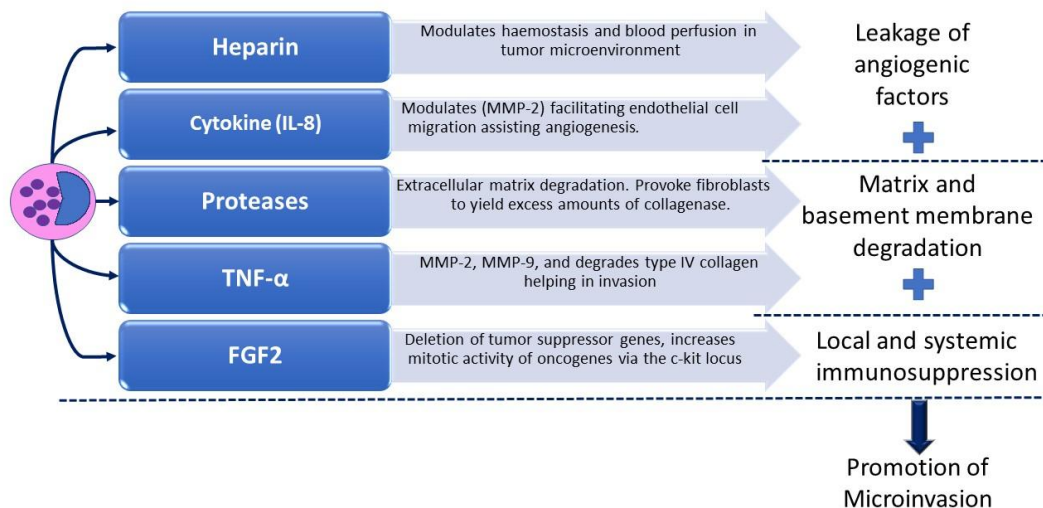 Heparin
Modulates haemostasis and blood perfusion in
tumor microenvironment
Leakage of
angiogenic
factors
Cytokine (IL-8)
Modulates (MMP-2) facilitating endothelial cell
migration assisting angiogenesis.
Proteases
Extracellular matrix degradation. Provoke fibroblasts
to yield excess amounts of collagenase.
Matrix and
basement membrane
degradation
TNF-α
MMP-2, MMP-9, and degrades type IV collagen
helping in invasion
FGF2
Deletion of tumor suppressor genes, increases
mitotic activity of oncogenes via the c-kit locus
Local and systemic
immunosuppression
Promotion of
Microinvasion